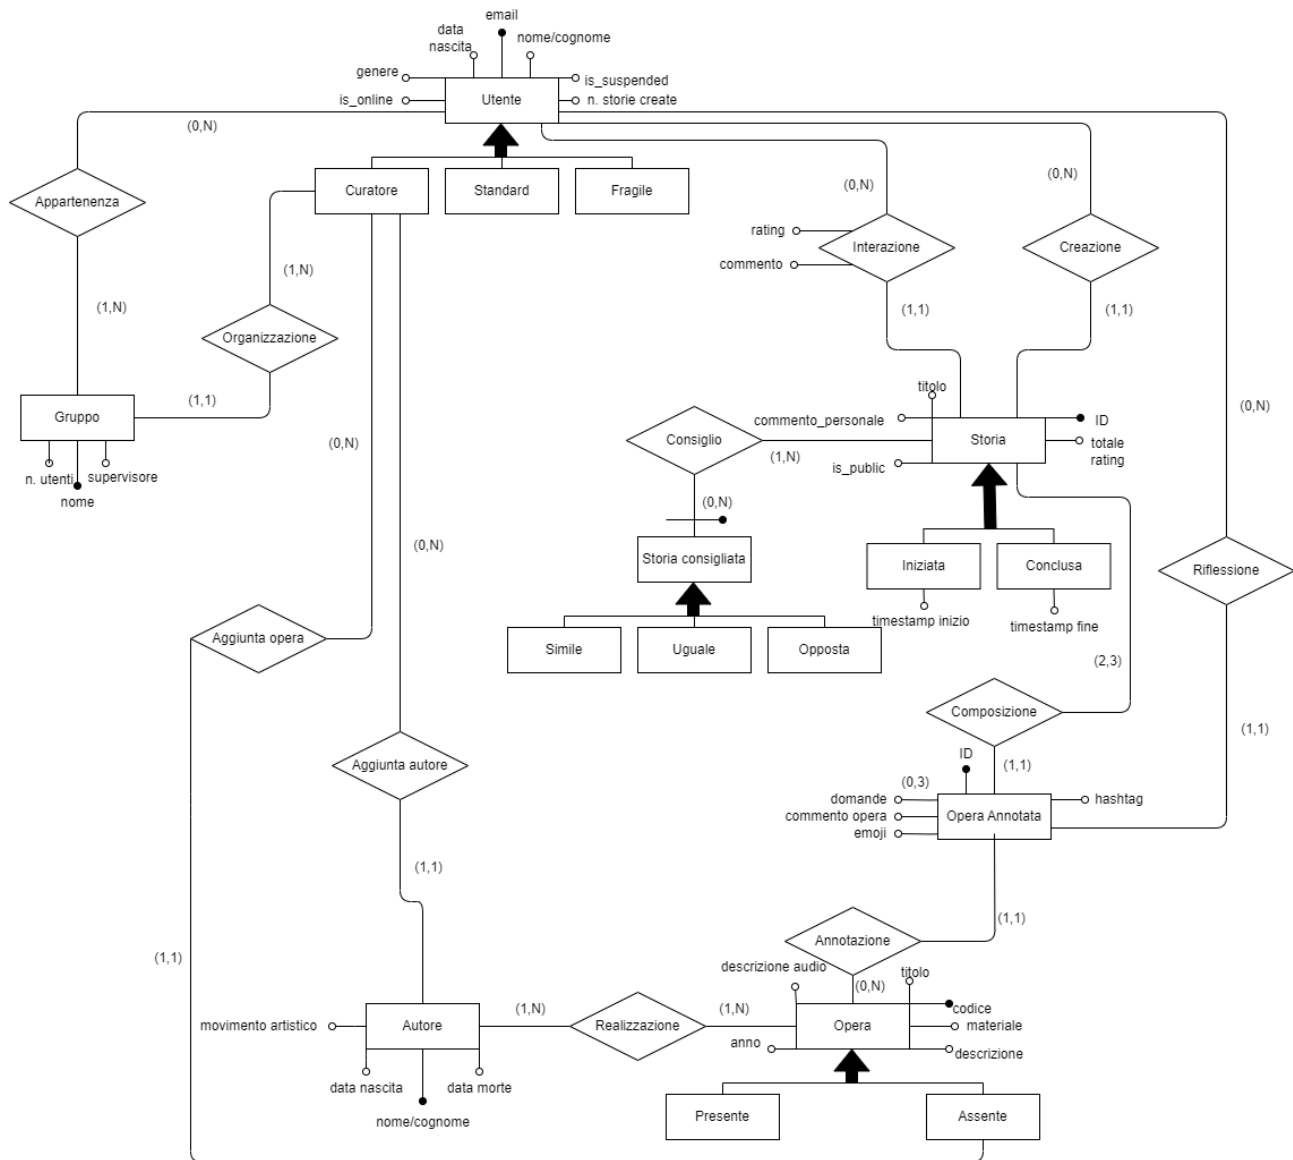 email
data
nascita
nome/cognome
genere
is_suspended
is_online
Utente
n. storie create
(0,N)
Curatore
Standard
Fragile
(0,N)
(0,N)
Appartenenza
(1,N)
rating
Interazione
Creazione
commento
(1,N)
(1,1)
(1,1)
Organizzazione
(1,1)
Gruppo
n. utenti
supervisore
nome
(0,N)
titolo
commento_personale
ID
Consiglio
Storia
totale
rating
(1,N)
is_public
(0,N)
(0,N)
(0,N)
Storia consigliata
Iniziata
Conclusa
Riflessione
timestamp inizio
timestamp fine
Aggiunta opera
Simile
Uguale
Opposta
(2,3)
Composizione
(1,1)
ID
(1,1)
Aggiunta autore
(0,3)
domande
hashtag
commento opera
Opera Annotata
emoji
(1,1)
(1,1)
Annotazione
(1,1)
descrizione audio
titolo
(0,N)
codice
(1,N)
(1,N)
movimento artistico
Autore
Realizzazione
Opera
materiale
anno
descrizione
data nascita
data morte
nome/cognome
Presente
Assente